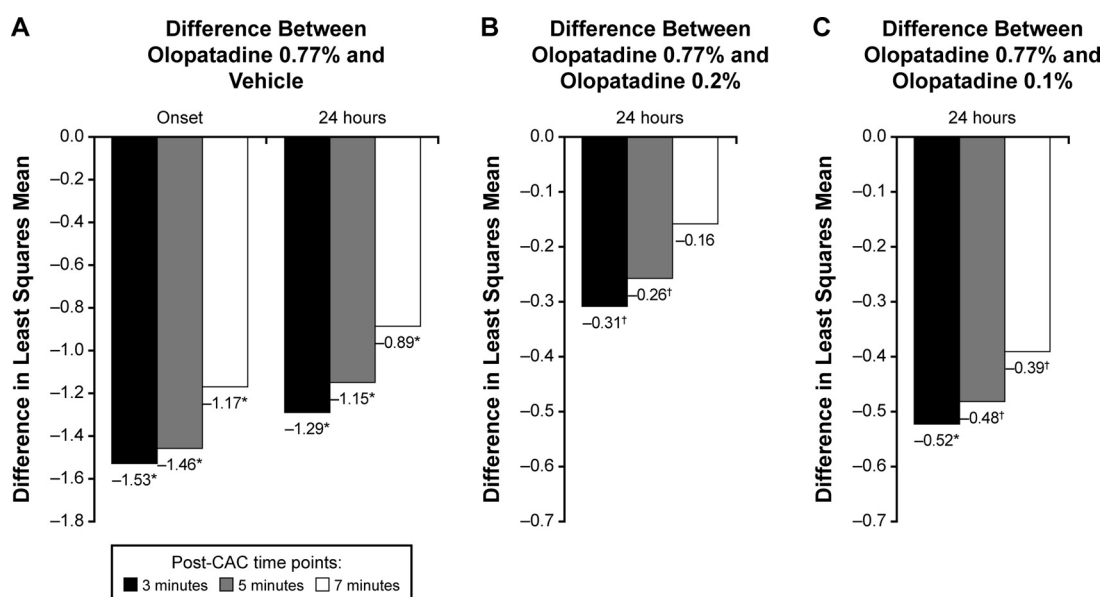 A
Difference Between
Olopatadine 0.77% and
Vehicle
Onset
24 hours
Difference in Least Squares Mean
0.0
–0.2
–0.4
–0.6
–0.8
–1.0
–1.2
–1.4
–1.6
–1.8
–1.53*
–1.46*
–1.17*
–1.29*
–1.15*
–0.89*
B
Difference Between
Olopatadine 0.77% and
Olopatadine 0.2%
24 hours
Difference in Least Squares Mean
0.0
–0.1
–0.2
–0.3
–0.4
–0.5
–0.6
–0.7
–0.31†
–0.26†
–0.16
C
Difference Between
Olopatadine 0.77% and
Olopatadine 0.1%
24 hours
Difference in Least Squares Mean
0.0
–0.1
–0.2
–0.3
–0.4
–0.5
–0.6
–0.7
–0.52*
–0.48†
–0.39†
Post-CAC time points:
3 minutes 5 minutes 7 minutes